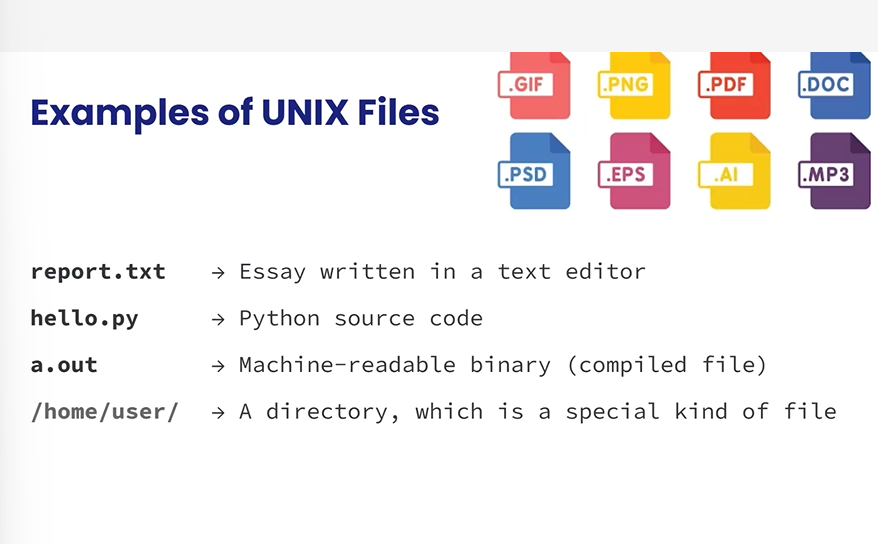 .GIF .PNG .PDF .DOC
Examples of UNIX Files
.PSD .EPS .AI .MP3
report.txt → Essay written in a text editor
hello.py → Python source code
a.out → Machine-readable binary (compiled file)
/home/user/ → A directory, which is a special kind of file